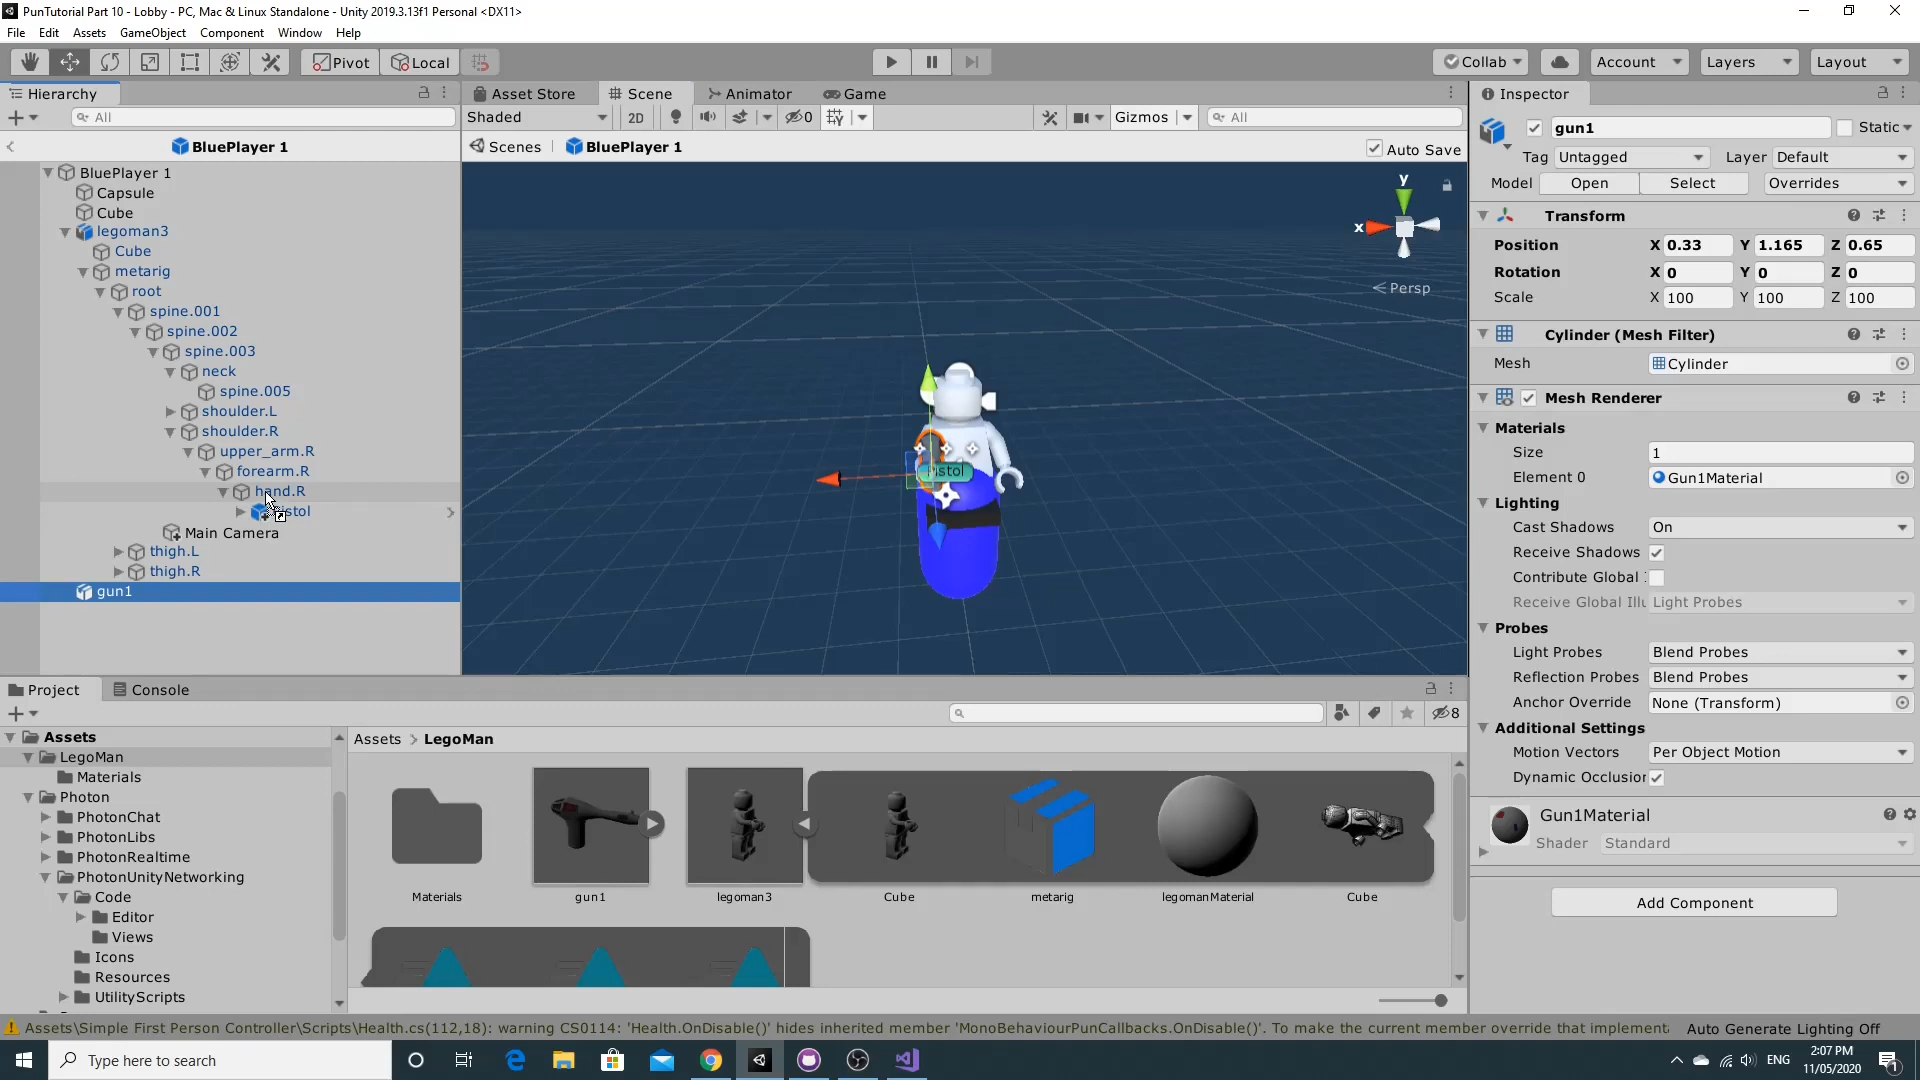 PunTutorial Part 10 - Lobby - PC, Mac & Linux Standalone - Unity 2019.3.13f1 Personal <DX11>
File Edit Assets GameObject Component Window Help
Pivot Local Collab Account Layers Layout
Hierarchy
All
BluePlayer 1
BluePlayer 1
Capsule
Cube
legoman3
Cube
metarig
root
spine.001
spine.002
spine.003
neck
spine.005
shoulder.L
shoulder.R
upper_arm.R
forearm.R
hand.R
Main Camera
thigh.L
thigh.R
gun1
Asset Store Scene Animator Game
Shaded 2D 0 Gizmos All
Scenes BluePlayer 1 Auto Save
y
x
Persp
Inspector
gun1 Static
Tag Untagged Layer Default
Model Open Select Overrides
Transform
Position X 0.33 Y 1.165 Z 0.65
Rotation X 0 Y 0 Z 0
Scale X 100 Y 100 Z 100
Cylinder (Mesh Filter)
Mesh Cylinder
Mesh Renderer
Materials
Size 1
Element 0 Gun1Material
Lighting
Cast Shadows On
Receive Shadows
Contribute Global
Receive Global Illu Light Probes
Probes
Light Probes Blend Probes
Reflection Probes Blend Probes
Anchor Override None (Transform)
Additional Settings
Motion Vectors Per Object Motion
Dynamic Occlusion
Gun1Material
Shader Standard
Add Component
Project Console
8
Assets
LegoMan
Materials
Photon
PhotonChat
PhotonLibs
PhotonRealtime
PhotonUnityNetworking
Code
Editor
Views
Icons
Resources
UtilityScripts
Assets > LegoMan
Materials gun1 legoman3 Cube metarig legomanMaterial Cube
Assets\Simple First Person Controller\Scripts\Health.cs(112,18): warning CS0114: 'Health.OnDisable()' hides inherited member 'MonoBehaviourPunCallbacks.OnDisable()'. To make the current member override that implementa
Auto Generate Lighting Off
Type here to search
ENG
2:07 PM
11/05/2020
1